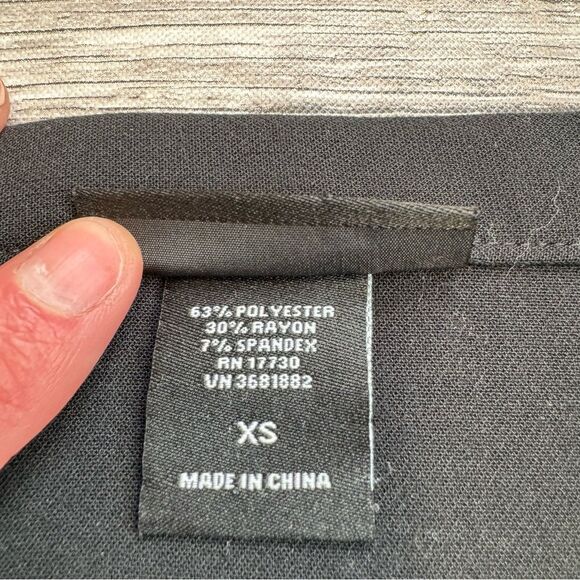 63% POLYESTER
30% RAYON
7% SPANDEX
RN 17730
VN 3681882
XS
MADE IN CHINA